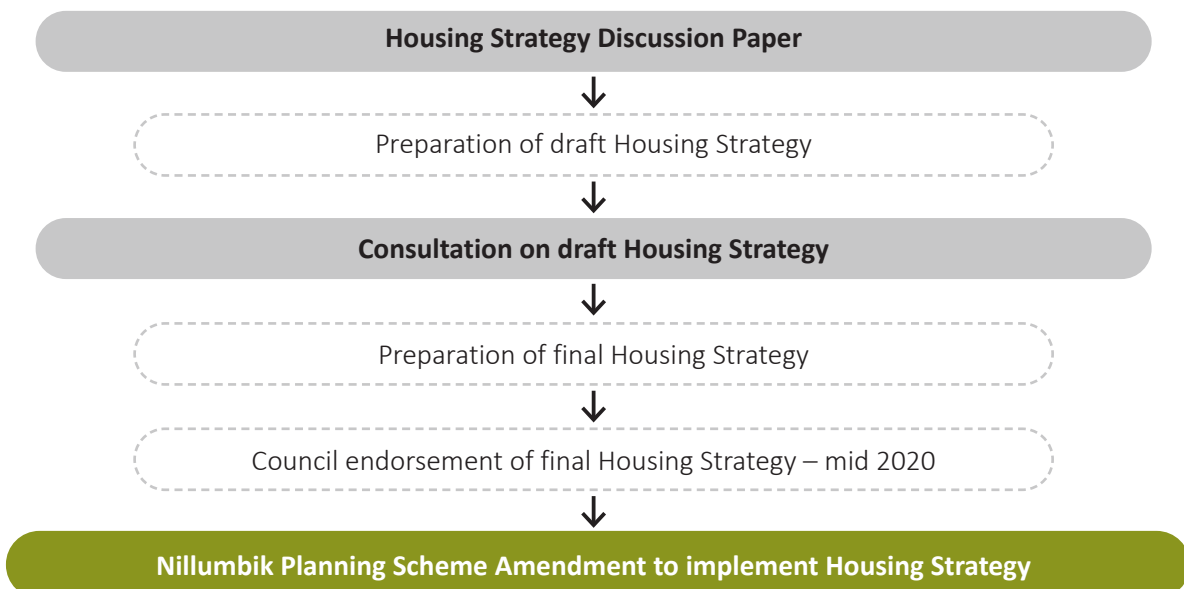 Housing Strategy Discussion Paper
Preparation of draft Housing Strategy
Consultation on draft Housing Strategy
Preparation of final Housing Strategy
Council endorsement of final Housing Strategy – mid 2020
Nillumbik Planning Scheme Amendment to implement Housing Strategy